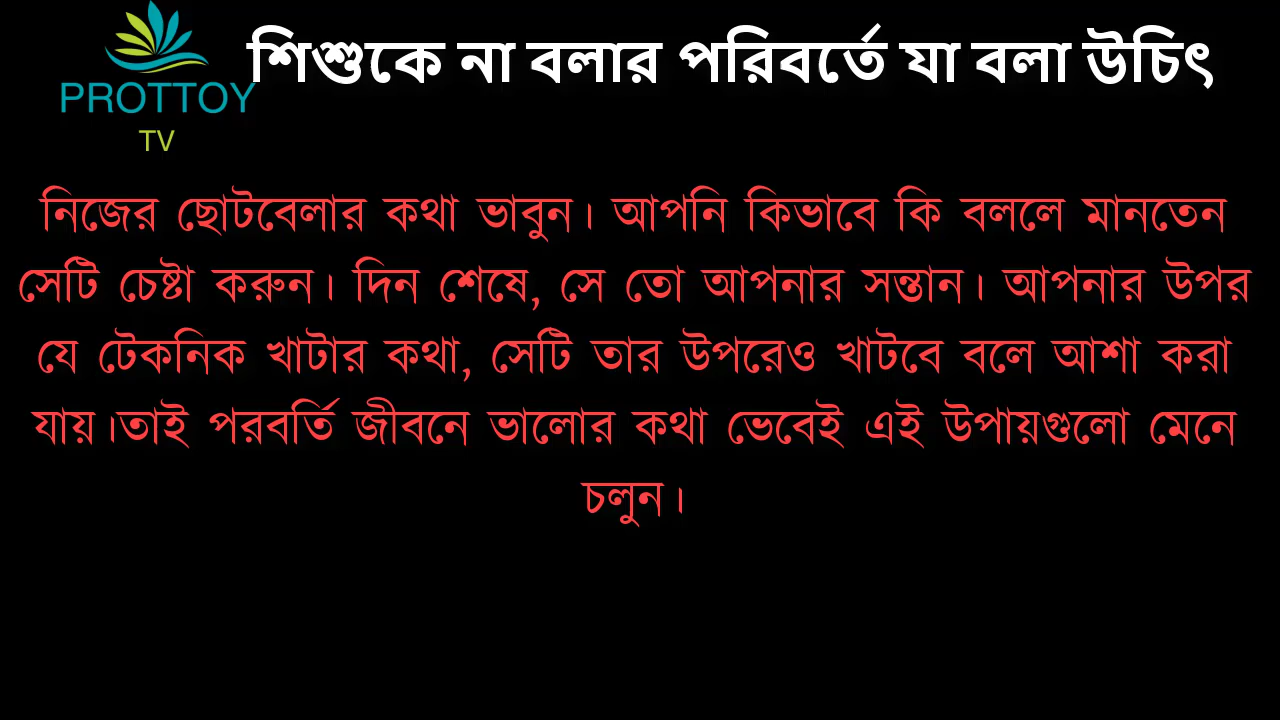 শিশুকে না বলার পরিবর্তে যা বলা উচিৎ
PROTTOY
TV
নিজের ছোটবেলার কথা ভাবুন। আপনি কিভাবে কি বললে মানতেন
সেটি চেষ্টা করুন। দিন শেষে, সে তো আপনার সন্তান। আপনার উপর
যে টেকনিক খাটার কথা, সেটি তার উপরেও খাটবে বলে আশা করা
যায়।তাই পরবর্তি জীবনে ভালোর কথা ভেবেই এই উপায়গুলো মেনে
চলুন।